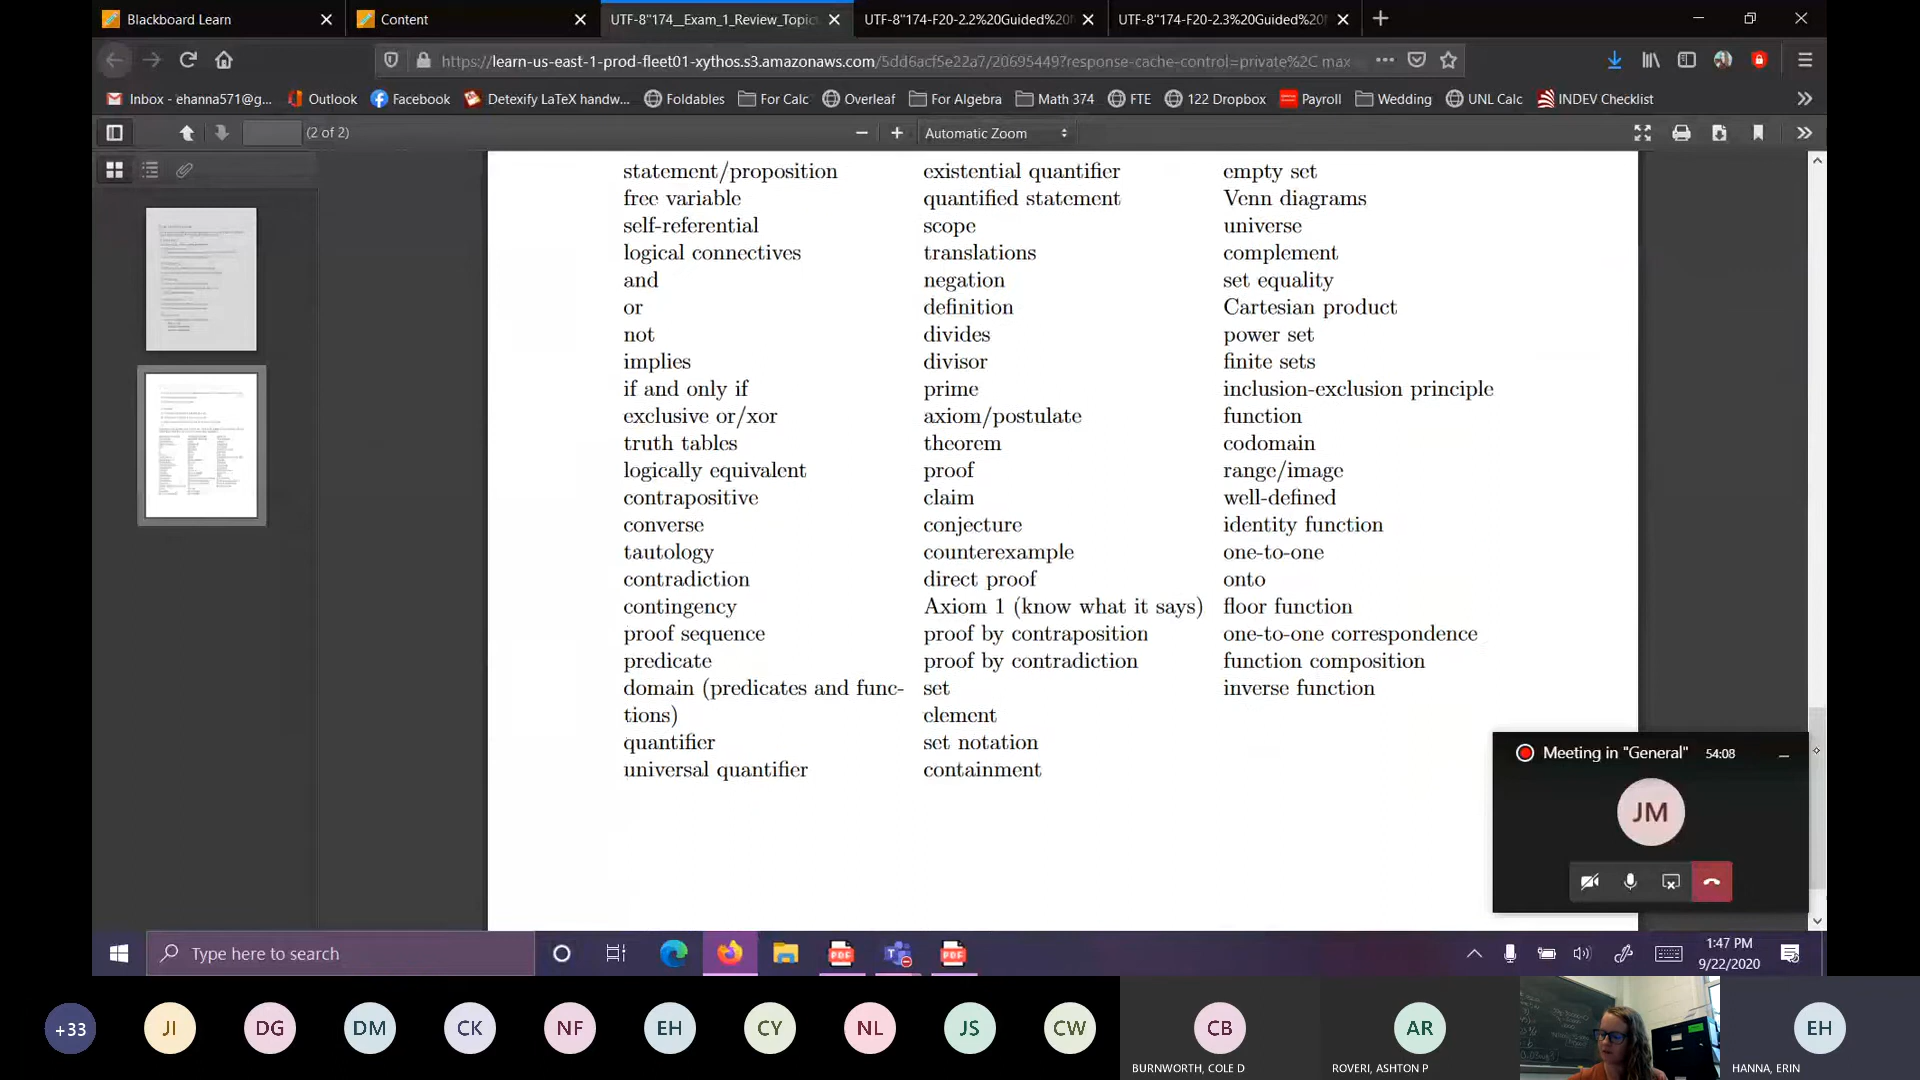 Blackboard Learn
Content
UTF-8''174__Exam_1_Review_Topic
UTF-8''174-F20-2.2%20Guided%20
UTF-8''174-F20-2.3%20Guided%20
https://learn-us-east-1-prod-fleet01-xythos.s3.amazonaws.com/5dd6acf5e22a7/20695449?response-cache-control=private%2C max
Inbox - ehanna571@g...
Outlook
Facebook
Detexify LaTeX handw...
Foldables
For Calc
Overleaf
For Algebra
Math 374
FTE
122 Dropbox
Payroll
Wedding
UNL Calc
INDEV Checklist
(2 of 2)
Automatic Zoom
statement/proposition
free variable
self-referential
logical connectives
and
or
not
implies
if and only if
exclusive or/xor
truth tables
logically equivalent
contrapositive
converse
tautology
contradiction
contingency
proof sequence
predicate
domain (predicates and func-
tions)
quantifier
universal quantifier
existential quantifier
quantified statement
scope
translations
negation
definition
divides
divisor
prime
axiom/postulate
theorem
proof
claim
conjecture
counterexample
direct proof
Axiom 1 (know what it says)
proof by contraposition
proof by contradiction
set
element
set notation
containment
empty set
Venn diagrams
universe
complement
set equality
Cartesian product
power set
finite sets
inclusion-exclusion principle
function
codomain
range/image
well-defined
identity function
one-to-one
onto
floor function
one-to-one correspondence
function composition
inverse function
Meeting in "General"
54:08
JM
Type here to search
PDF
PDF
1:47 PM
9/22/2020
+33
JI
DG
DM
CK
NF
EH
CY
NL
JS
CW
CB
BURNWORTH, COLE D
AR
ROVERI, ASHTON P
EH
HANNA, ERIN